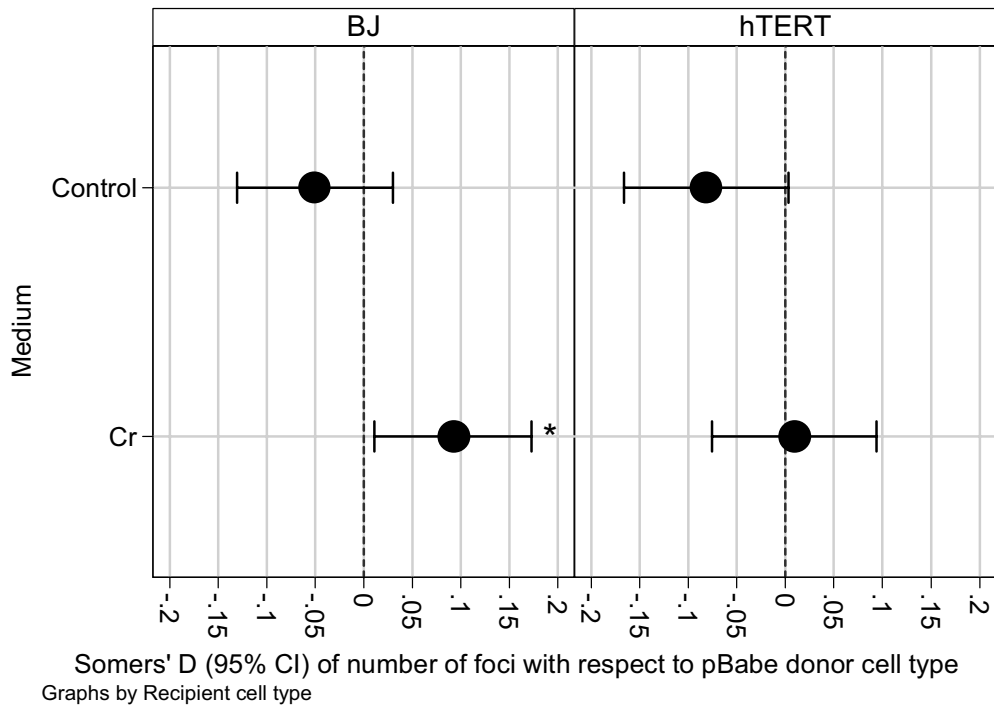 BJ hTERT
Control
Medium
Cr
*
-.2 -.15 -.1 -.05 0 .05 .1 .15 .2 -.2 -.15 -.1 -.05 0 .05 .1 .15 .2
Somers' D (95% CI) of number of foci with respect to pBabe donor cell type
Graphs by Recipient cell type